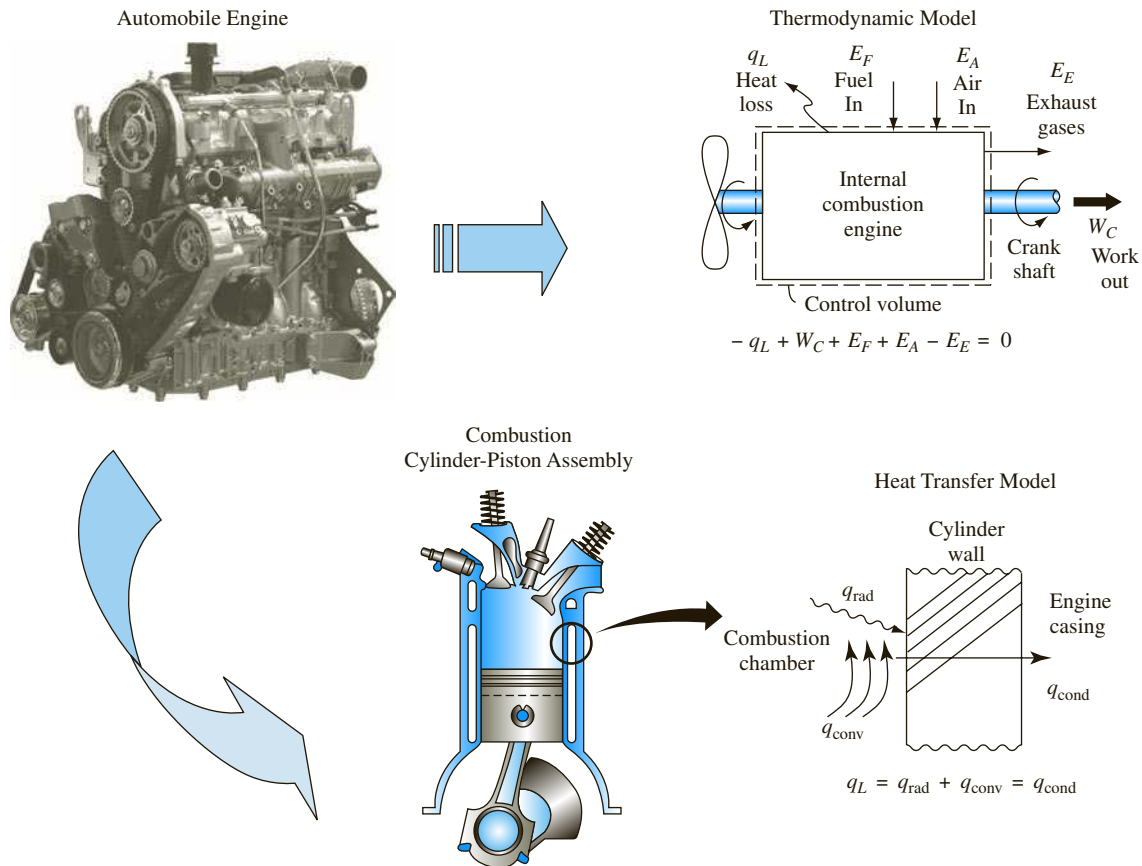 Automobile Engine
Thermodynamic Model
q_L
Heat
loss
E_F
Fuel
In
E_A
Air
In
E_E
Exhaust
gases
Internal
combustion
engine
Crank
shaft
W_C
Work
out
Control volume
− q_L + W_C + E_F + E_A − E_E = 0
Combustion
Cylinder-Piston Assembly
Heat Transfer Model
Cylinder
wall
q_rad
Engine
casing
Combustion
chamber
q_cond
q_conv
q_L = q_rad + q_conv = q_cond